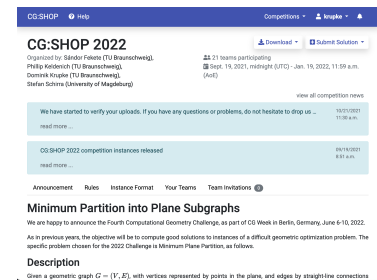 CG:SHOP Help Competitions krupke
CG:SHOP 2022
Download Submit Solution
Organized by: Sándor Fekete (TU Braunschweig),
Phillip Keldenich (TU Braunschweig),
Dominik Krupke (TU Braunschweig),
Stefan Schirra (University of Magdeburg)
21 teams participating
Sept. 19, 2021, midnight (UTC) - Jan. 19, 2022, 11:59 a.m.
(AoE)
view all competition news
We have started to verify your uploads. If you have any questions or problems, do not hesitate to drop us ...
10/21/2021
11:30 a.m.
read more ...
CG:SHOP 2022 competition instances released
09/19/2021
8:01 a.m.
read more ...
Announcement Rules Instance Format Your Teams Team Invitations 0
Minimum Partition into Plane Subgraphs
We are happy to announce the Fourth Computational Geometry Challenge, as part of CG Week in Berlin, Germany, June 6-10, 2022.
As in previous years, the objective will be to compute good solutions to instances of a difficult geometric optimization problem. The
specific problem chosen for the 2022 Challenge is Minimum Plane Partition, as follows.
Description
Given a geometric graph G = (V, E), with vertices represented by points in the plane, and edges by straight-line connections